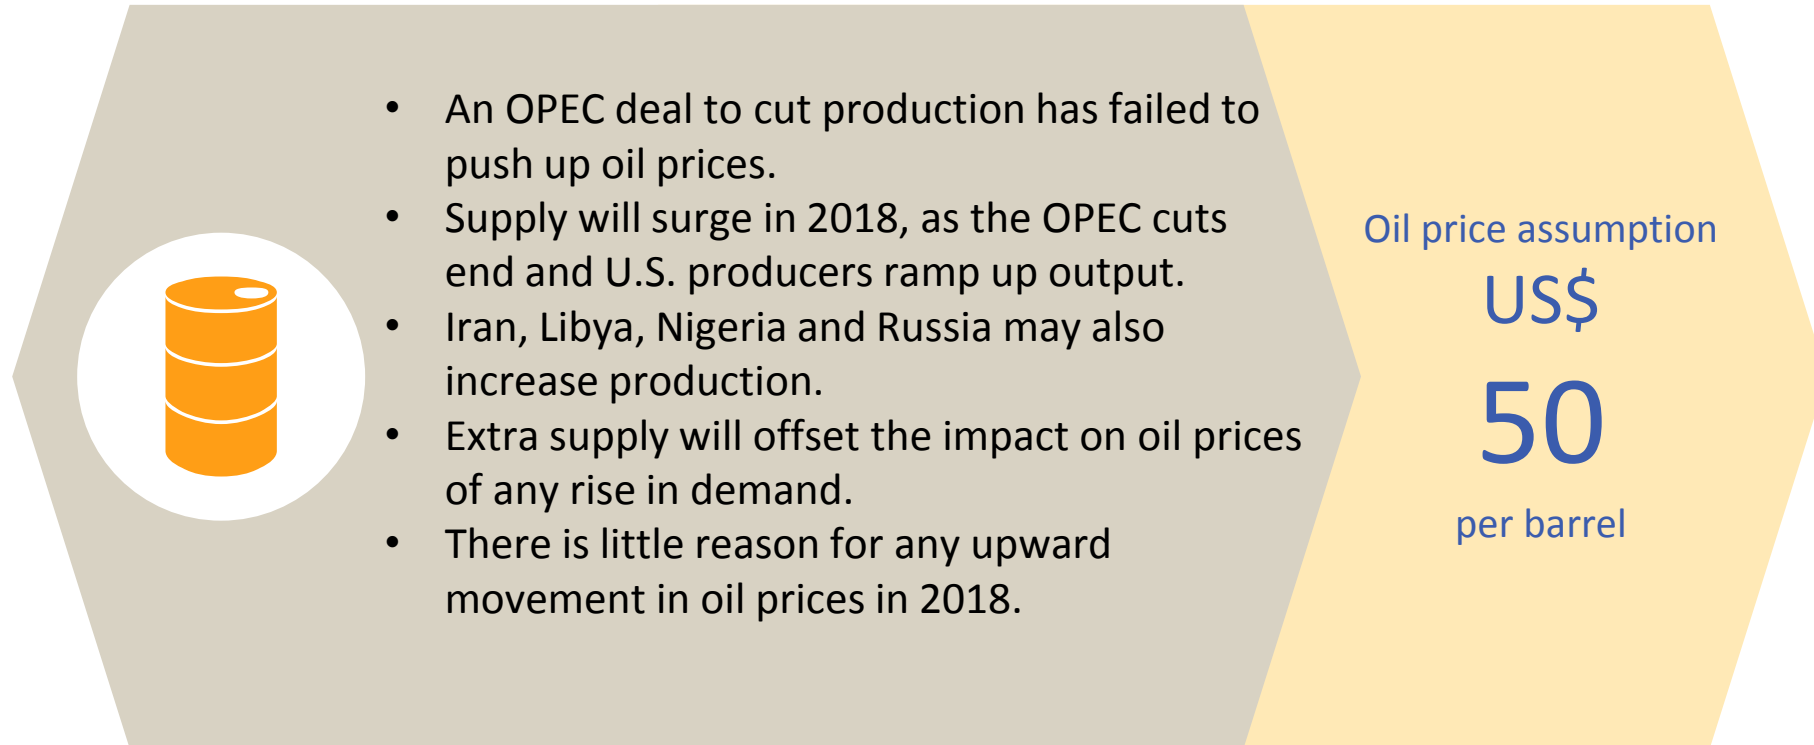 • An OPEC deal to cut production has failed to
push up oil prices.
• Supply will surge in 2018, as the OPEC cuts
end and U.S. producers ramp up output.
• Iran, Libya, Nigeria and Russia may also
increase production.
• Extra supply will offset the impact on oil prices
of any rise in demand.
• There is little reason for any upward
movement in oil prices in 2018.
Oil price assumption
US$
50
per barrel